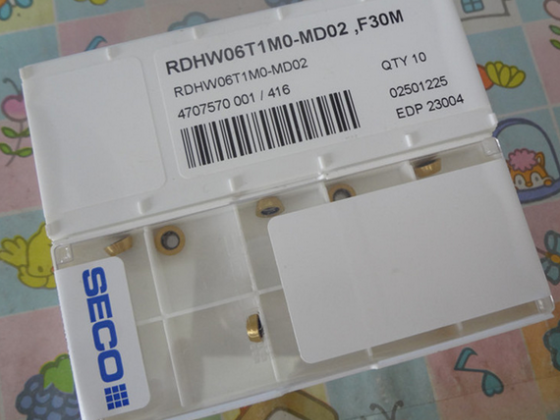 RDHW06T1M0-MD02 ,F30M
RDHW06T1M0-MD02
QTY 10
4707570 001 / 416
02501225
EDP 23004
SECO